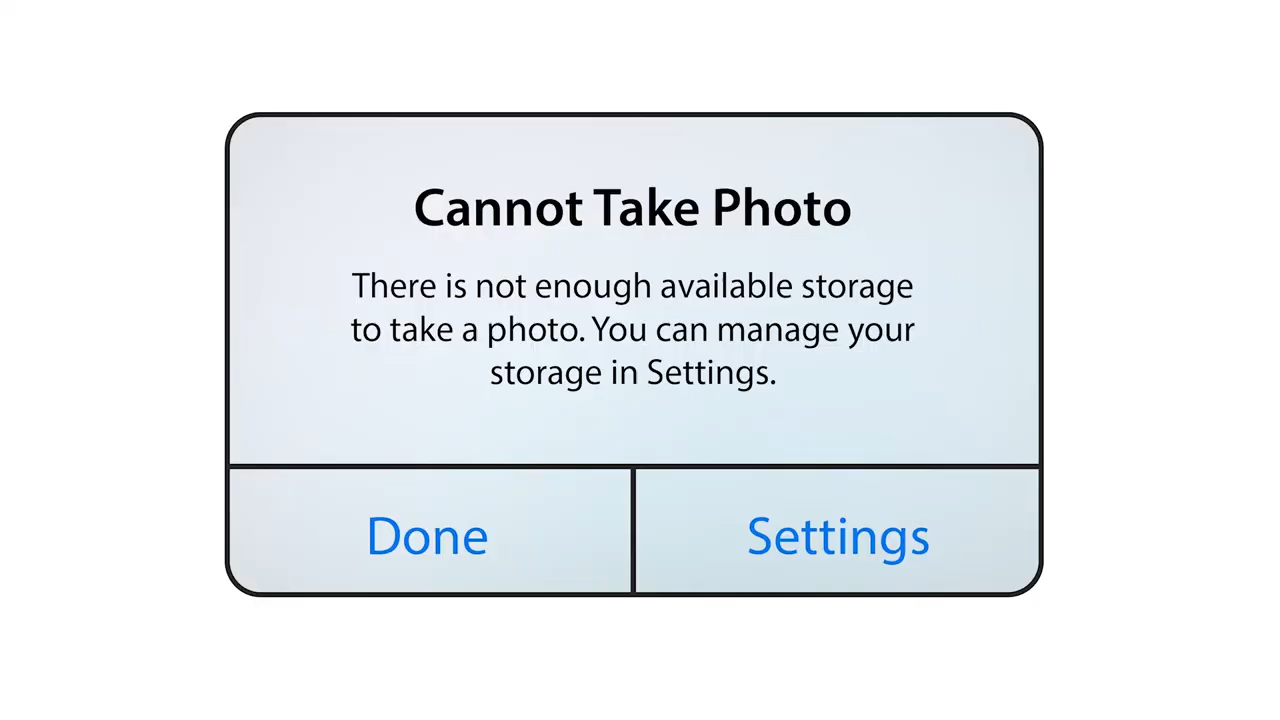 Cannot Take Photo
There is not enough available storage
to take a photo. You can manage your
storage in Settings.
Done
Settings